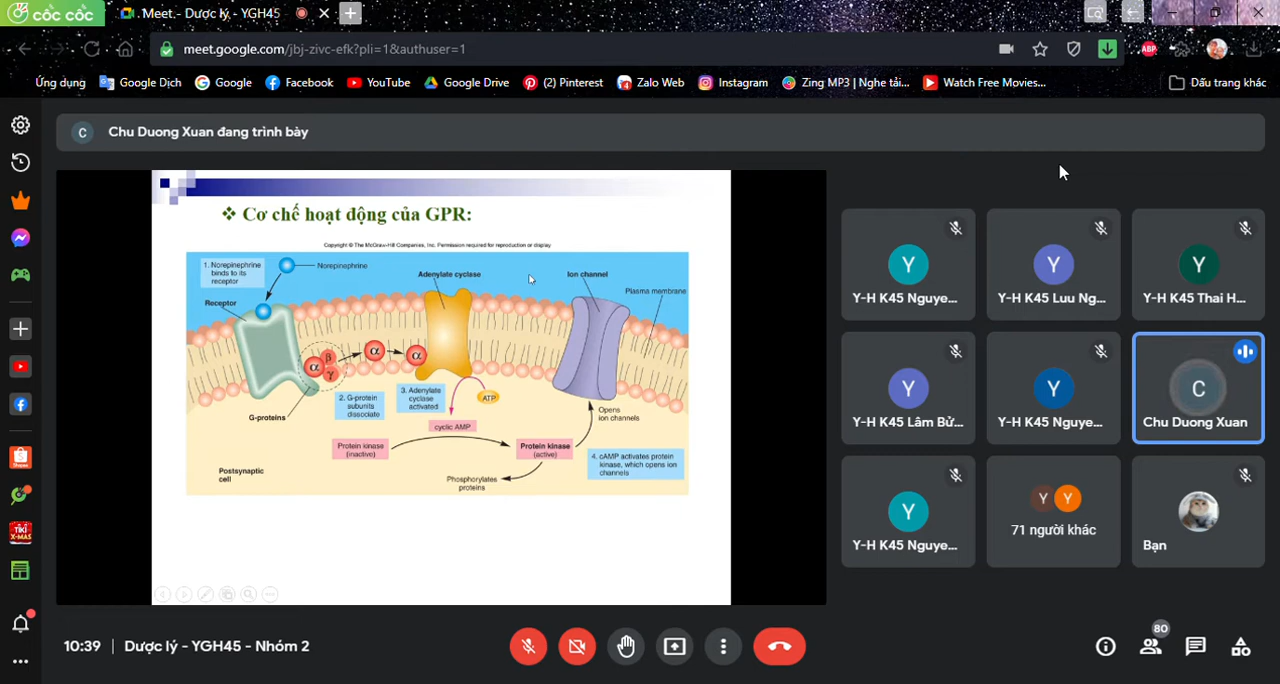 cốc cốc
Meet - Dược lý - YGH45
meet.google.com/jbj-zivc-efk?pli=1&authuser=1
ABP
Ứng dụng
Google Dịch
Google
Facebook
YouTube
Google Drive
(2) Pinterest
Zalo Web
Instagram
Zing MP3 | Nghe tải...
Watch Free Movies...
Dấu trang khác
C
Chu Duong Xuan đang trình bày
❖ Cơ chế hoạt động của GPR:
Copyright © The McGraw-Hill Companies, Inc. Permission required for reproduction or display
1. Norepinephrine
binds to its
receptor
Norepinephrine
Adenylate cyclase
Ion channel
Plasma membrane
Receptor
α
β
γ
α
α
G-proteins
2. G-protein
subunits
dissociate
3. Adenylate
cyclase
activated
ATP
cyclic AMP
Opens
ion channels
Protein kinase
(inactive)
Protein kinase
(active)
4. cAMP activates protein
kinase, which opens ion
channels
Phosphorylates
proteins
Postsynaptic
cell
Y
Y-H K45 Nguye...
Y
Y-H K45 Luu Ng...
Y
Y-H K45 Thai H...
Y
Y-H K45 Lâm Bử...
Y
Y-H K45 Nguye...
C
Chu Duong Xuan
Y
Y-H K45 Nguye...
Y Y
71 người khác
Bạn
Shopee
TIKI
X-MAS
10:39 | Dược lý - YGH45 - Nhóm 2
80